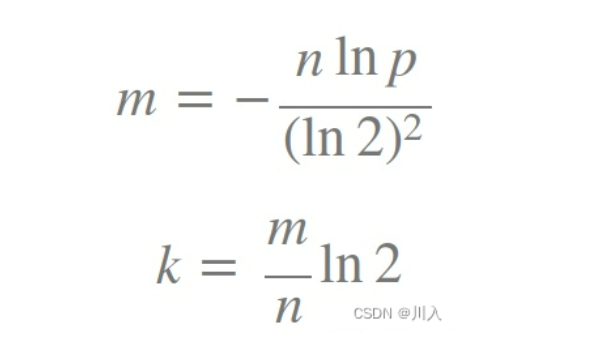 m = − n ln p / (ln 2)²
k = m / n ln 2
CSDN @川入